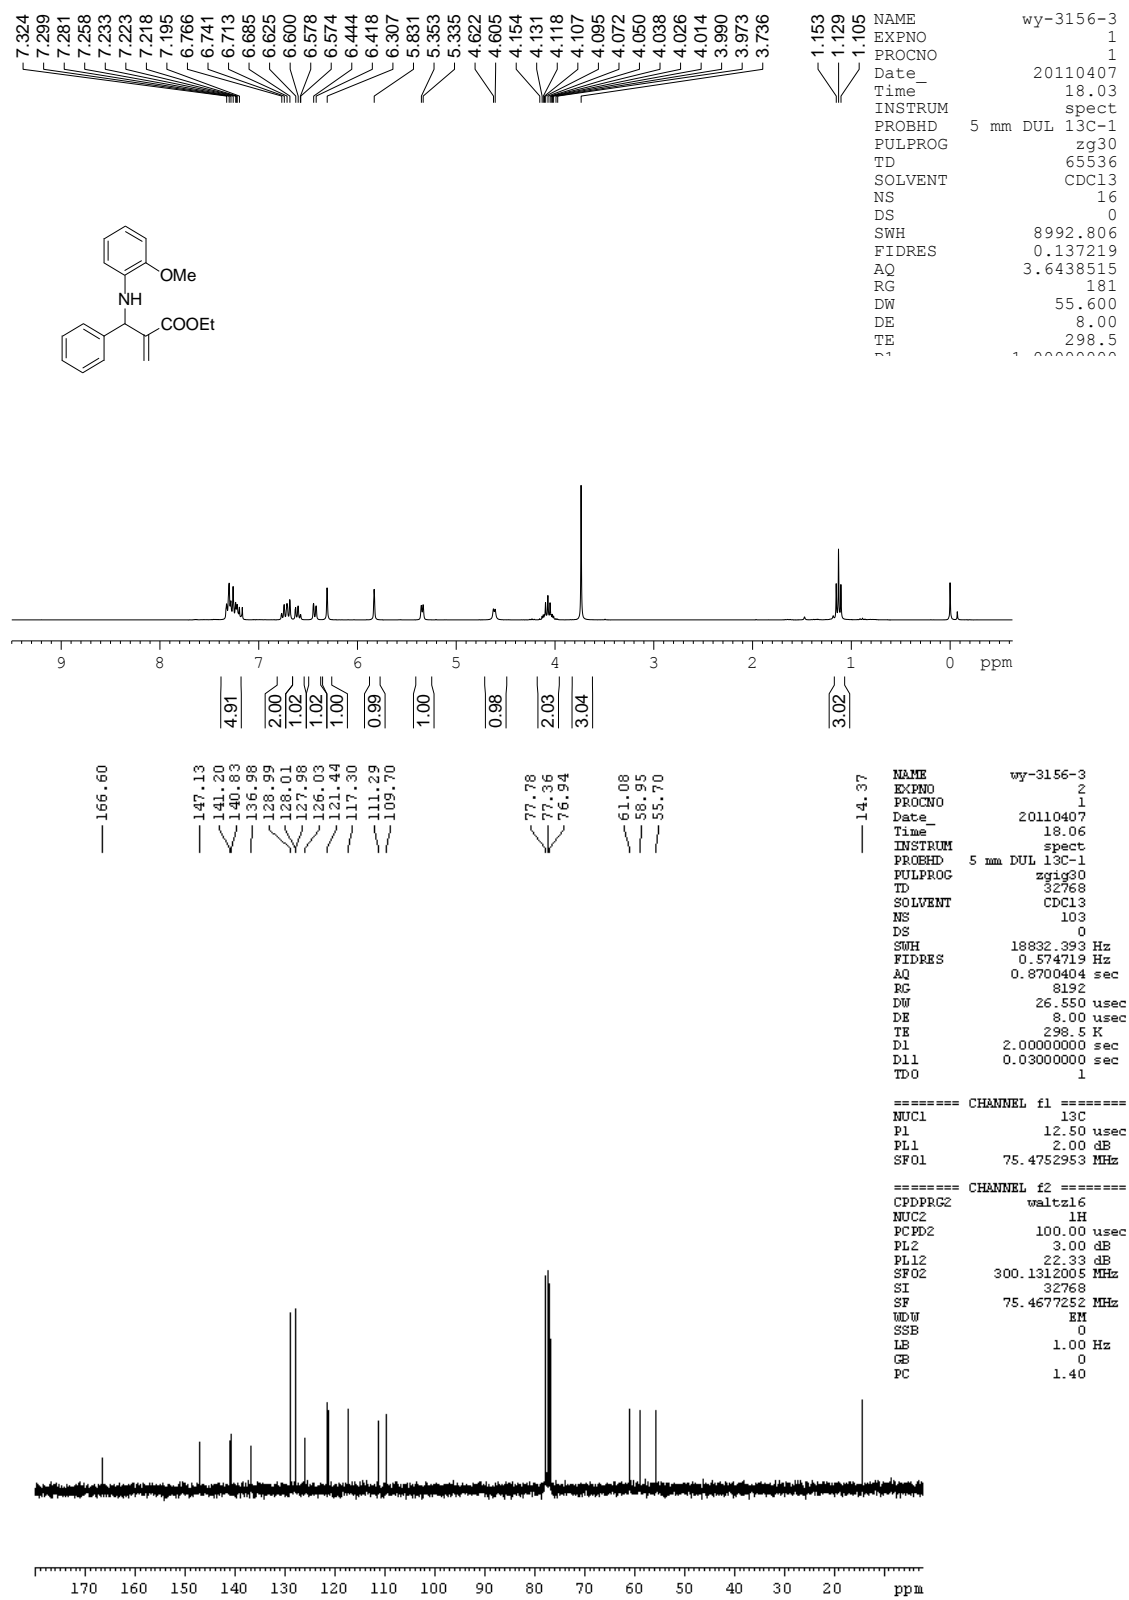 7.324
7.299
7.281
7.258
7.233
7.223
7.218
7.195
6.766
6.741
6.713
6.685
6.625
6.600
6.578
6.574
6.444
6.418
6.307
5.831
5.353
5.335
4.622
4.605
4.154
4.131
4.118
4.107
4.095
4.072
4.050
4.038
4.026
4.014
3.990
3.973
3.736
1.153
1.129
1.105
NAME wy-3156-3
EXPNO 1
PROCNO 1
Date_ 20110407
Time 18.03
INSTRUM spect
PROBHD 5 mm DUL 13C-1
PULPROG zg30
TD 65536
SOLVENT CDCl3
NS 16
DS 0
SWH 8992.806
FIDRES 0.137219
AQ 3.6438515
RG 181
DW 55.600
DE 8.00
TE 298.5
D1 1.00000000
OMe
NH
COOEt
9 8 7 6 5 4 3 2 1 0 ppm
4.91
2.00
1.02
1.02
1.00
0.99
1.00
0.98
2.03
3.04
3.02
166.60
147.13
141.20
140.83
136.98
128.99
128.01
127.98
126.03
121.44
117.30
111.29
109.70
77.78
77.36
76.94
61.08
58.95
55.70
14.37
NAME wy-3156-3
EXPNO 2
PROCNO 1
Date_ 20110407
Time 18.06
INSTRUM spect
PROBHD 5 mm DUL 13C-1
PULPROG zgig30
TD 32768
SOLVENT CDCl3
NS 103
DS 0
SWH 18832.393 Hz
FIDRES 0.574719 Hz
AQ 0.8700404 sec
RG 8192
DW 26.550 usec
DE 8.00 usec
TE 298.5 K
D1 2.00000000 sec
D11 0.03000000 sec
TD0 1
======== CHANNEL f1 ========
NUC1 13C
P1 12.50 usec
PL1 2.00 dB
SFO1 75.4752953 MHz
======== CHANNEL f2 ========
CPDPRG2 waltz16
NUC2 1H
PCPD2 100.00 usec
PL2 3.00 dB
PL12 22.33 dB
SFO2 300.1312005 MHz
SI 32768
SF 75.4677252 MHz
WDW EM
SSB 0
LB 1.00 Hz
GB 0
PC 1.40
170 160 150 140 130 120 110 100 90 80 70 60 50 40 30 20 ppm